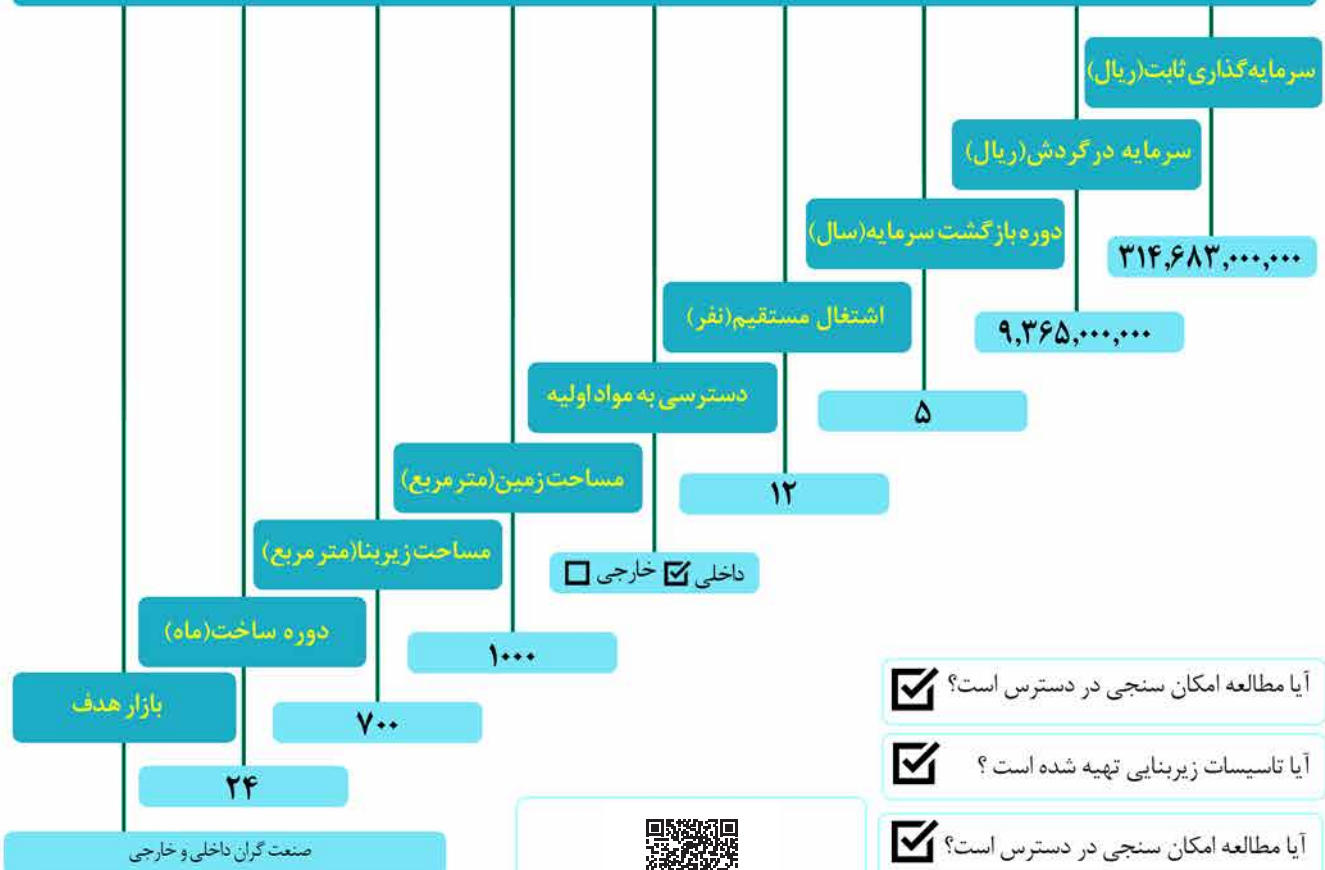 سرمایه‌گذاری ثابت(ریال)
۳۱۴,۶۸۳,۰۰۰,۰۰۰
سرمایه درگردش(ریال)
۹,۳۶۵,۰۰۰,۰۰۰
دوره بازگشت سرمایه(سال)
۵
اشتغال مستقیم(نفر)
۱۲
دسترسی به مواد اولیه
داخلی ☑ خارجی ☐
مساحت زمین(متر مربع)
۱۰۰۰
مساحت زیربنا(متر مربع)
۷۰۰
دوره ساخت(ماه)
۲۴
بازار هدف
صنعت گران داخلی و خارجی
آیا مطالعه امکان سنجی در دسترس است؟ ☑
آیا تاسیسات زیربنایی تهیه شده است ؟ ☑
آیا مطالعه امکان سنجی در دسترس است؟ ☑